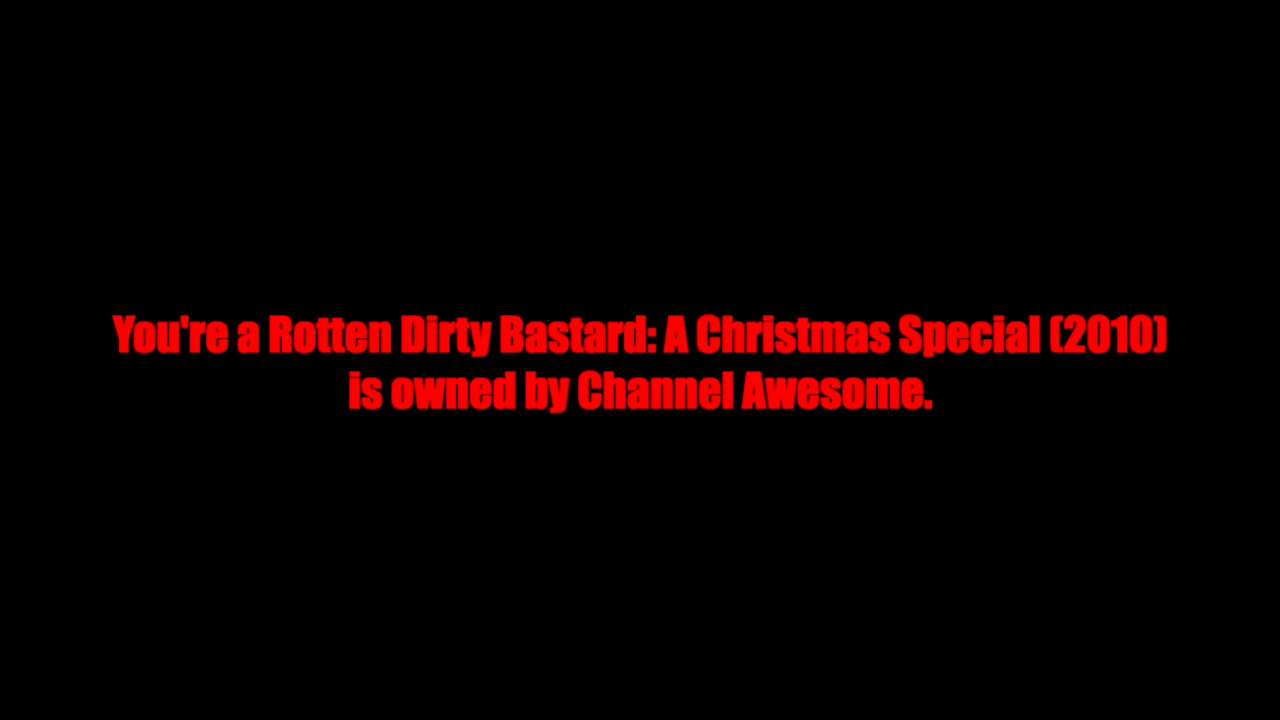 You're a Rotten Dirty Bastard: A Christmas Special (2010)
is owned by Channel Awesome.